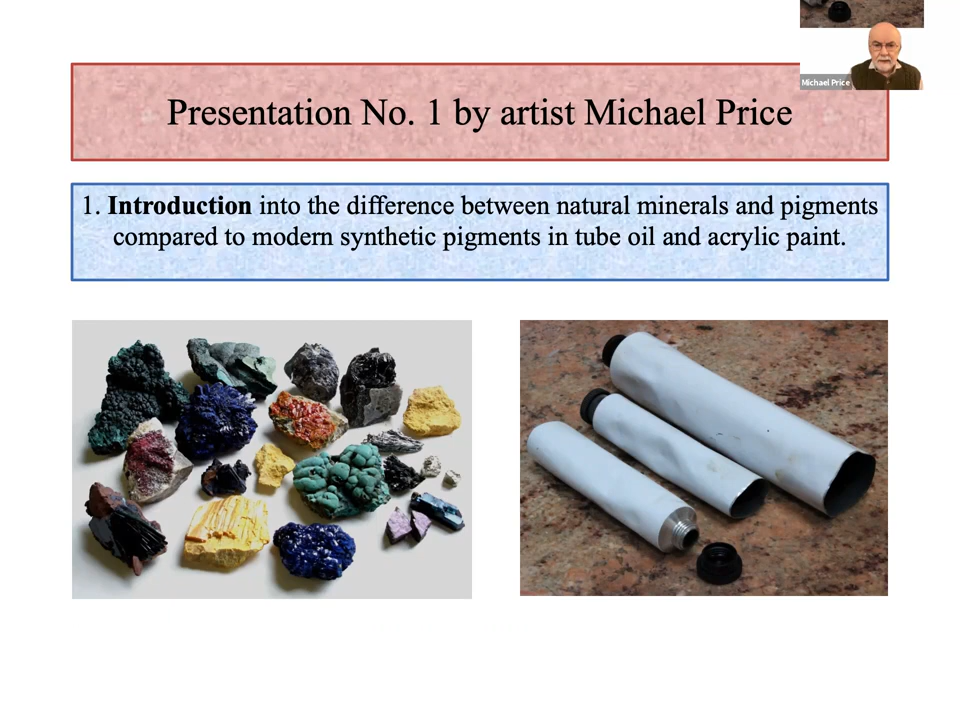 Michael Price
Presentation No. 1 by artist Michael Price
1. Introduction into the difference between natural minerals and pigments
compared to modern synthetic pigments in tube oil and acrylic paint.